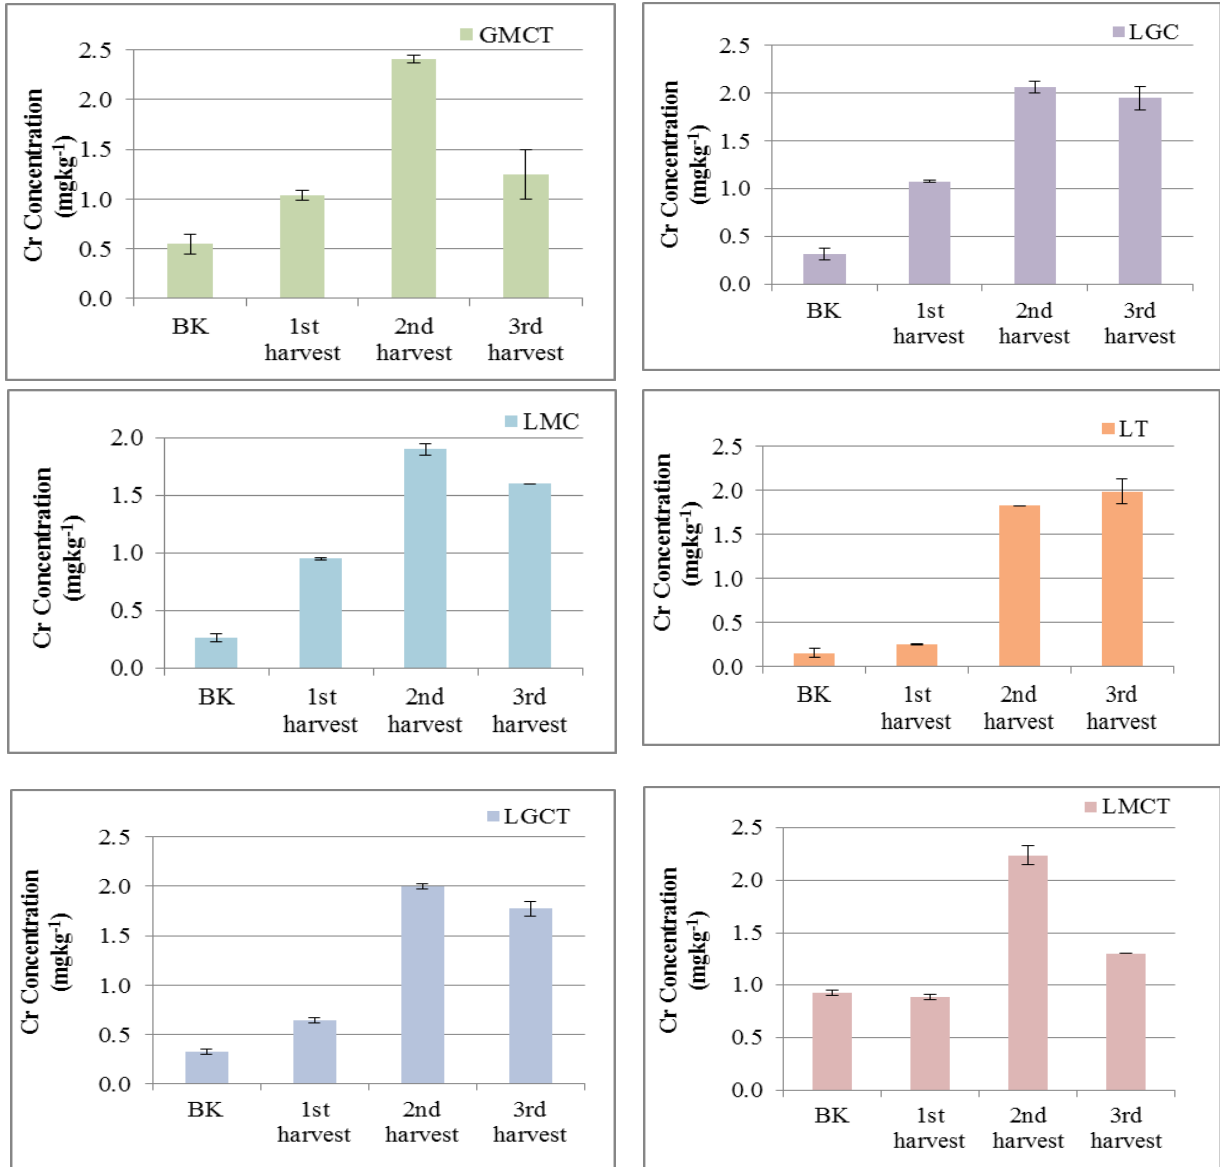 GMCT
Cr Concentration
(mgkg-1)
2.5
2.0
1.5
1.0
0.5
0.0
BK
1st
harvest
2nd
harvest
3rd
harvest
LGC
Cr Concentration
(mgkg-1)
2.5
2.0
1.5
1.0
0.5
0.0
BK
1st
harvest
2nd
harvest
3rd
harvest
LMC
Cr Concentration
(mgkg-1)
2.0
1.5
1.0
0.5
0.0
BK
1st
harvest
2nd
harvest
3rd
harvest
LT
Cr Concentration
(mgkg-1)
2.5
2.0
1.5
1.0
0.5
0.0
BK
1st
harvest
2nd
harvest
3rd
harvest
LGCT
Cr Concentration
(mgkg-1)
2.5
2.0
1.5
1.0
0.5
0.0
BK
1st
harvest
2nd
harvest
3rd
harvest
LMCT
Cr Concentration
(mgkg-1)
2.5
2.0
1.5
1.0
0.5
0.0
BK
1st
harvest
2nd
harvest
3rd
harvest